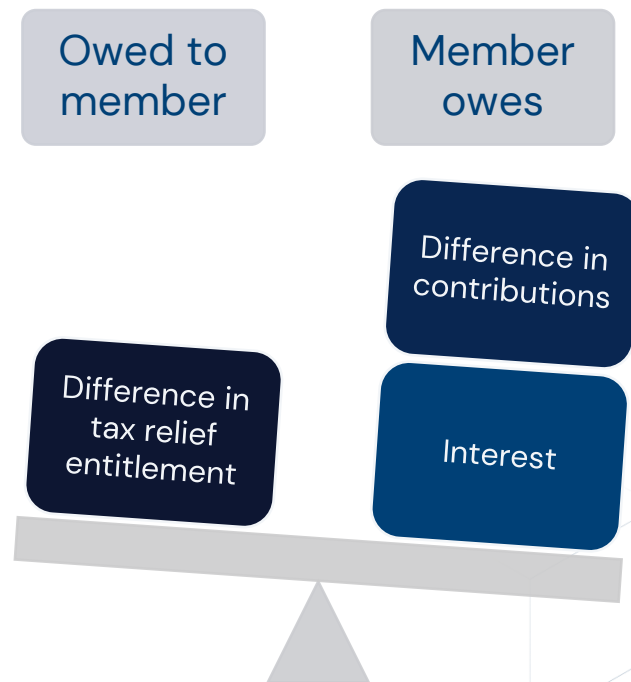 Owed to
member
Member
owes
Difference in
contributions
Difference in
tax relief
entitlement
Interest